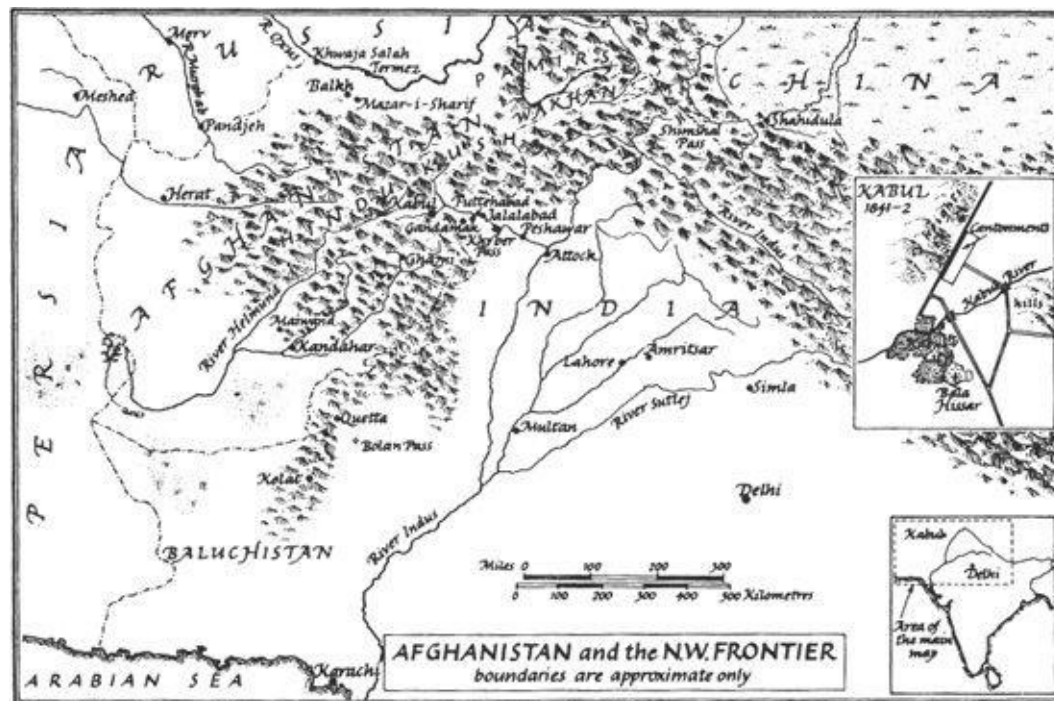 RUSSIA
Merv
R. Murghab
R. Oxus
Khwaja Salah
Termez
PAMIRS
CHINA
Meshed
Balkh
Mazar-i-Sharif
WAKHAN
Shahidula
Pandjeh
Shimshal
Pass
HINDU KUSH
AFGHANISTAN
Herat
Kabul
Futtehabad
Jalalabad
Gandamak
Peshawar
Khyber
Pass
Attock
River Indus
Ghazni
PERSIA
INDIA
River Helmund
Maiwand
Kandahar
Lahore
Amritsar
Simla
River Sutlej
Multan
Quetta
Bolan Pass
Kalat
Delhi
BALUCHISTAN
River Indus
Miles 0 100 200 300
0 100 200 300 400 500 Kilometres
Karachi
ARABIAN SEA
AFGHANISTAN and the N.W. FRONTIER
boundaries are approximate only
KABUL
1841-2
Cantonments
Kabul River
hills
Bala
Hissar
Kabul
Delhi
Area of
the main
map